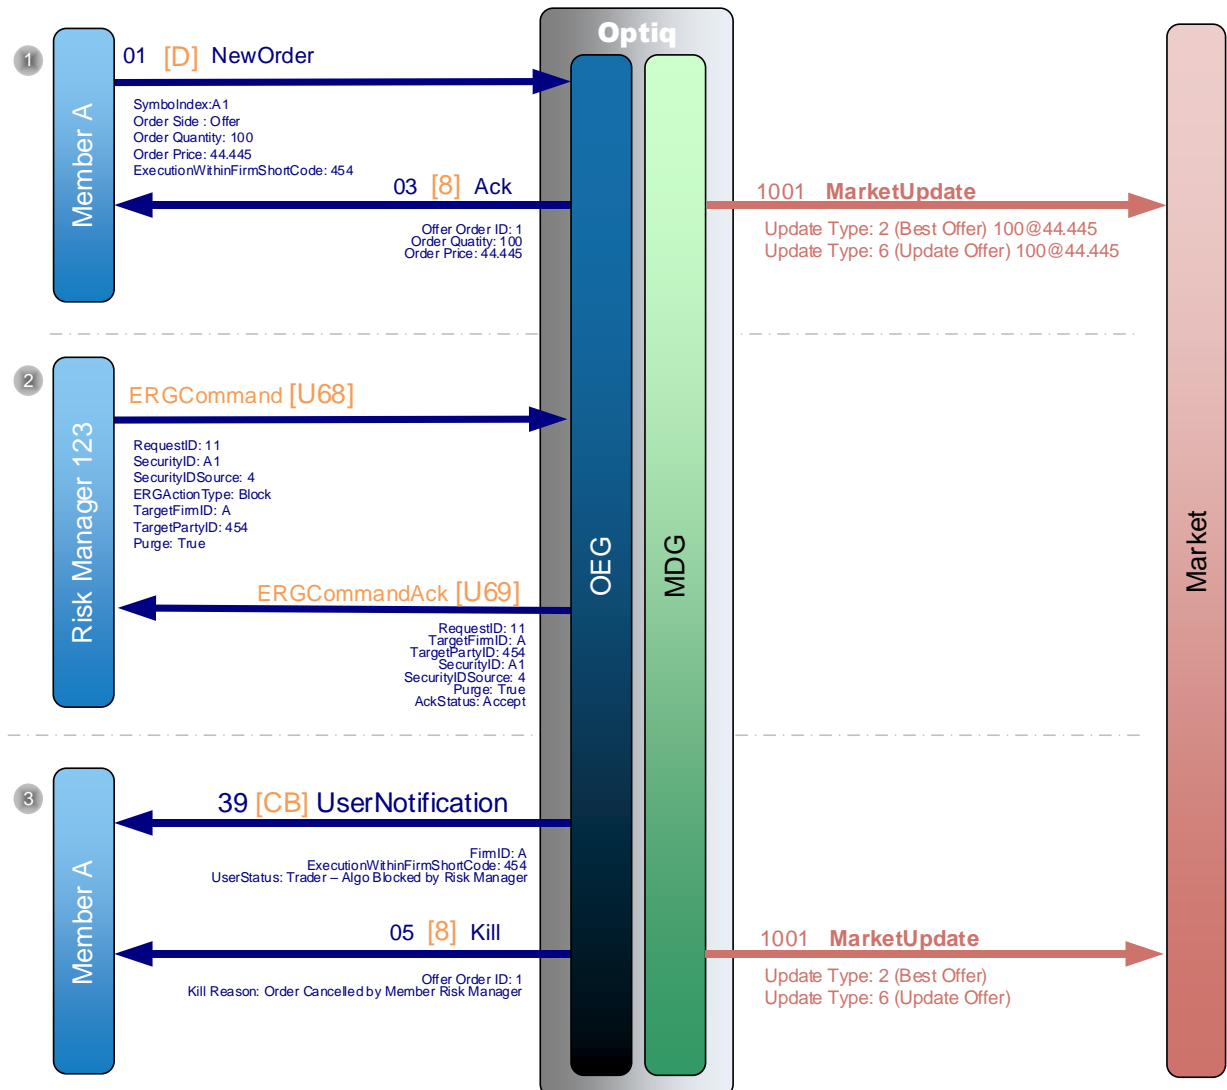 Optiq
1
Member A
01 [D] NewOrder
SymbolIndex:A1
Order Side : Offer
Order Quantity: 100
Order Price: 44.445
ExecutionWithinFirmShortCode: 454
03 [8] Ack
Offer Order ID: 1
Order Quatity: 100
Order Price: 44.445
1001 MarketUpdate
Update Type: 2 (Best Offer) 100@44.445
Update Type: 6 (Update Offer) 100@44.445
2
Risk Manager 123
ERGCommand [U68]
RequestID: 11
SecurityID: A1
SecurityIDSource: 4
ERGActionType: Block
TargetFirmID: A
TargetPartyID: 454
Purge: True
OEG
MDG
Market
ERGCommandAck [U69]
RequestID: 11
TargetFirmID: A
TargetPartyID: 454
SecurityID: A1
SecurityIDSource: 4
Purge: True
AckStatus: Accept
3
Member A
39 [CB] UserNotification
FirmID: A
ExecutionWithinFirmShortCode: 454
UserStatus: Trader – Algo Blocked by Risk Manager
05 [8] Kill
Offer Order ID: 1
Kill Reason: Order Cancelled by Member Risk Manager
1001 MarketUpdate
Update Type: 2 (Best Offer)
Update Type: 6 (Update Offer)